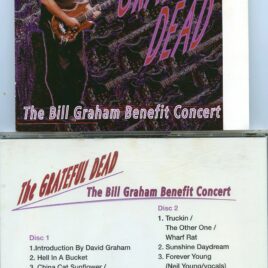 DEAD
The Bill Graham Benefit Concert
The GRATEFUL DEAD
The Bill Graham Benefit Concert
Disc 1
1.Introduction By David Graham
2. Hell In A Bucket
3. China Cat Sunflower /
Disc 2
1. Truckin /
The Other One /
Wharf Rat
2. Sunshine Daydream
3. Forever Young
(Neil Young/vocals)